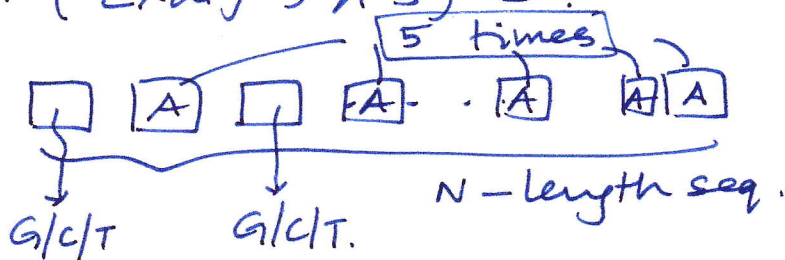 5 times
A A . . A A A
N-length seq.
G/C/T G/C/T.